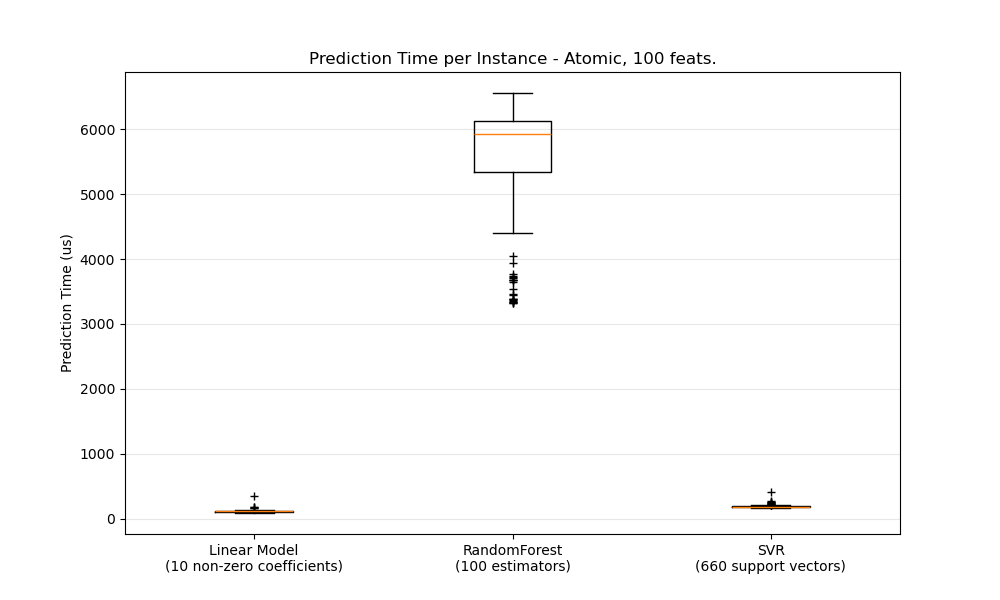 Prediction Time per Instance - Atomic, 100 feats.
Prediction Time (us)
6000
5000
4000
3000
2000
1000
0
Linear Model
(10 non-zero coefficients)
RandomForest
(100 estimators)
SVR
(660 support vectors)